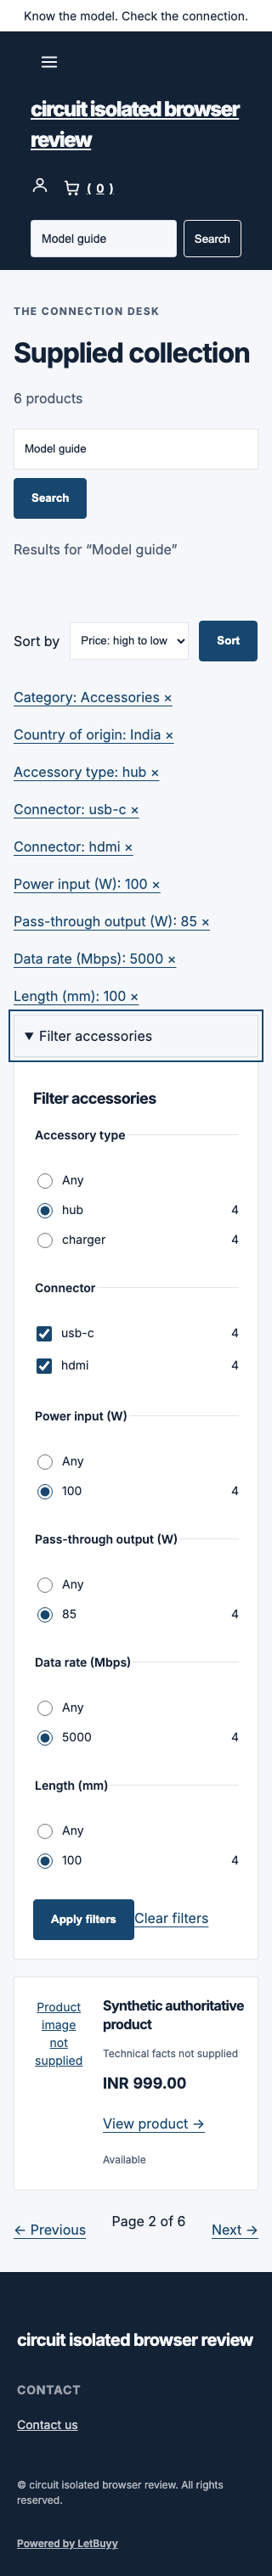 Know the model. Check the connection.
circuit isolated browser
review
( 0 )
Model guide
Search
THE CONNECTION DESK
Supplied collection
6 products
Model guide
Search
Results for “Model guide”
Sort by
Price: high to low
Sort
Category: Accessories ×
Country of origin: India ×
Accessory type: hub ×
Connector: usb-c ×
Connector: hdmi ×
Power input (W): 100 ×
Pass-through output (W): 85 ×
Data rate (Mbps): 5000 ×
Length (mm): 100 ×
▼ Filter accessories
Filter accessories
Accessory type
Any
hub 4
charger 4
Connector
usb-c 4
hdmi 4
Power input (W)
Any
100 4
Pass-through output (W)
Any
85 4
Data rate (Mbps)
Any
5000 4
Length (mm)
Any
100 4
Apply filters
Clear filters
Product
image
not
supplied
Synthetic authoritative
product
Technical facts not supplied
INR 999.00
View product →
Available
← Previous
Page 2 of 6
Next →
circuit isolated browser review
CONTACT
Contact us
© circuit isolated browser review. All rights
reserved.
Powered by LetBuyy